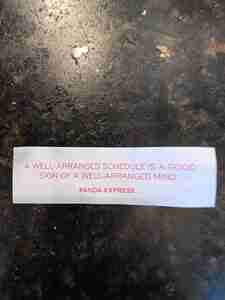 A WELL-ARRANGED SCHEDULE IS A GOOD
SIGN OF A WELL-ARRANGED MIND.
PANDA EXPRESS